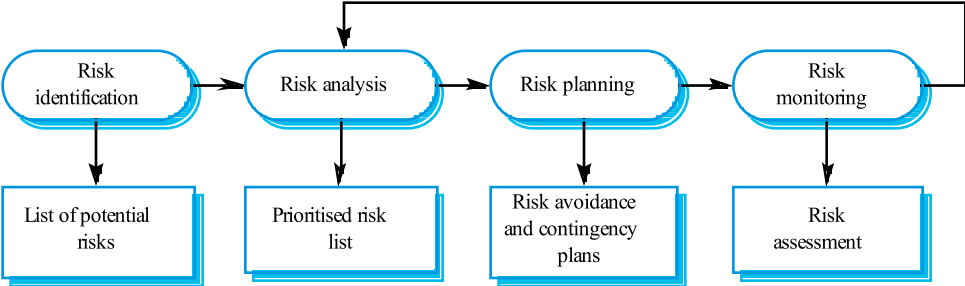 Risk
identification
Risk analysis
Risk planning
Risk
monitoring
List of potential
risks
Prioritised risk
list
Risk avoidance
and contingency
plans
Risk
assessment